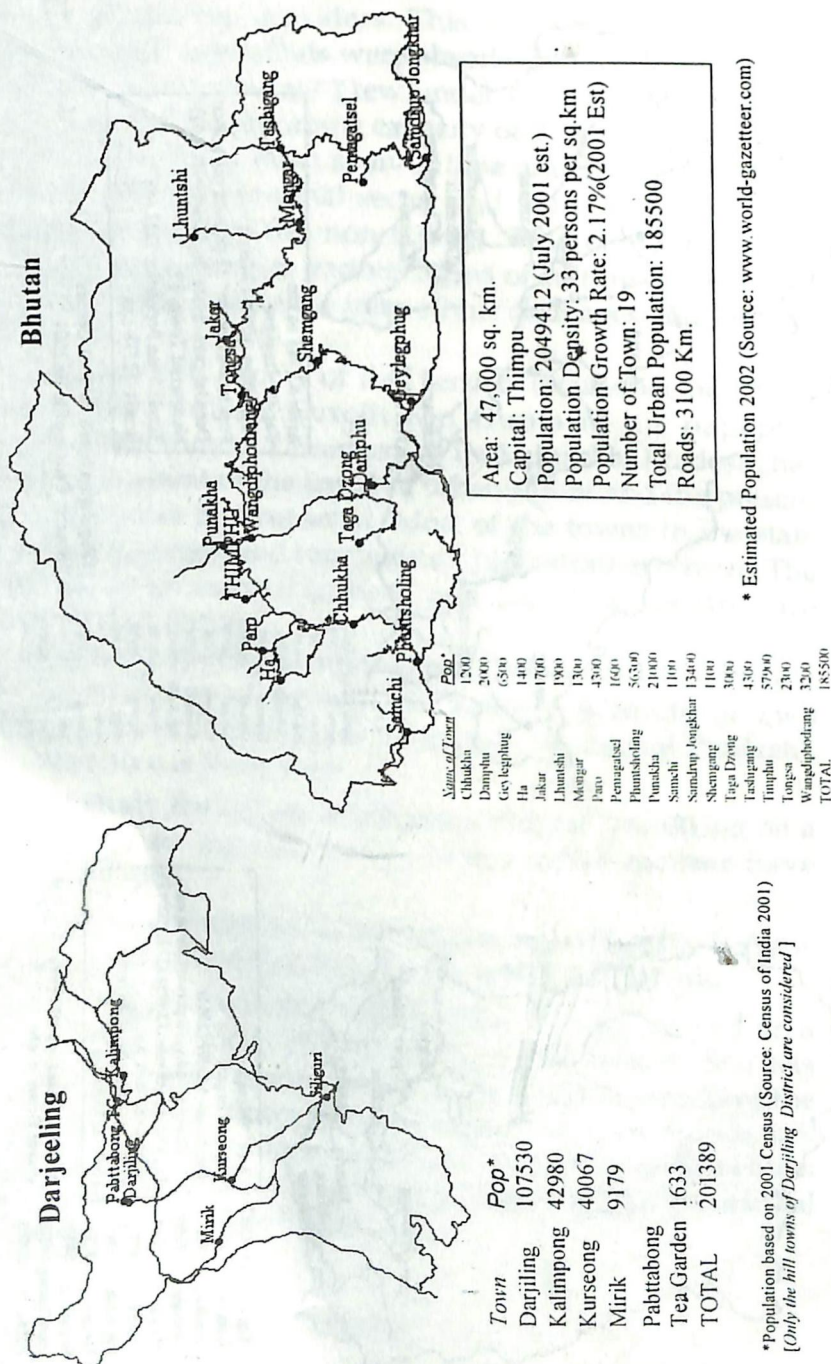 Darjeeling
Pabttabong T
Darjiling
Kalimpong
Kurseong
Mirik
Siliguri
Town Pop*
Darjiling 107530
Kalimpong 42980
Kurseong 40067
Mirik 9179
Pabttabong
Tea Garden 1633
TOTAL 201389
*Population based on 2001 Census (Source: Census of India 2001)
[Only the hill towns of Darjiling District are considered ]
Bhutan
Lhuntshi
Tashigang
Mongar
Pemagatsel
Samdrup Jongkhar
Jakar
Tongsa
Shemgang
Geylegphug
Punakha
THIMPHU
Wangdiphodrang
Paro
Ha
Chhukha
Taga Dzong
Damphu
Samchi
Phuntsholing
Name of Town Pop*
Chhukha 1200
Damphu 2000
Geylegphug 6500
Ha 1400
Jakar 1700
Lhuntshi 1900
Mongar 1300
Paro 4300
Pemagatsel 1600
Phuntsholing 56300
Punakha 21000
Samchi 1100
Samdrup Jongkhar 13400
Shemgang 1100
Taga Dzong 3000
Tashigang 4300
Timphu 57900
Tongsa 2300
Wangdiphodrang 3200
TOTAL 185500
Area: 47,000 sq. km.
Capital: Thimpu
Population: 2049412 (July 2001 est.)
Population Density: 33 persons per sq.km
Population Growth Rate: 2.17%(2001 Est)
Number of Town: 19
Total Urban Population: 185500
Roads: 3100 Km.
* Estimated Population 2002 (Source: www.world-gazetteer.com)